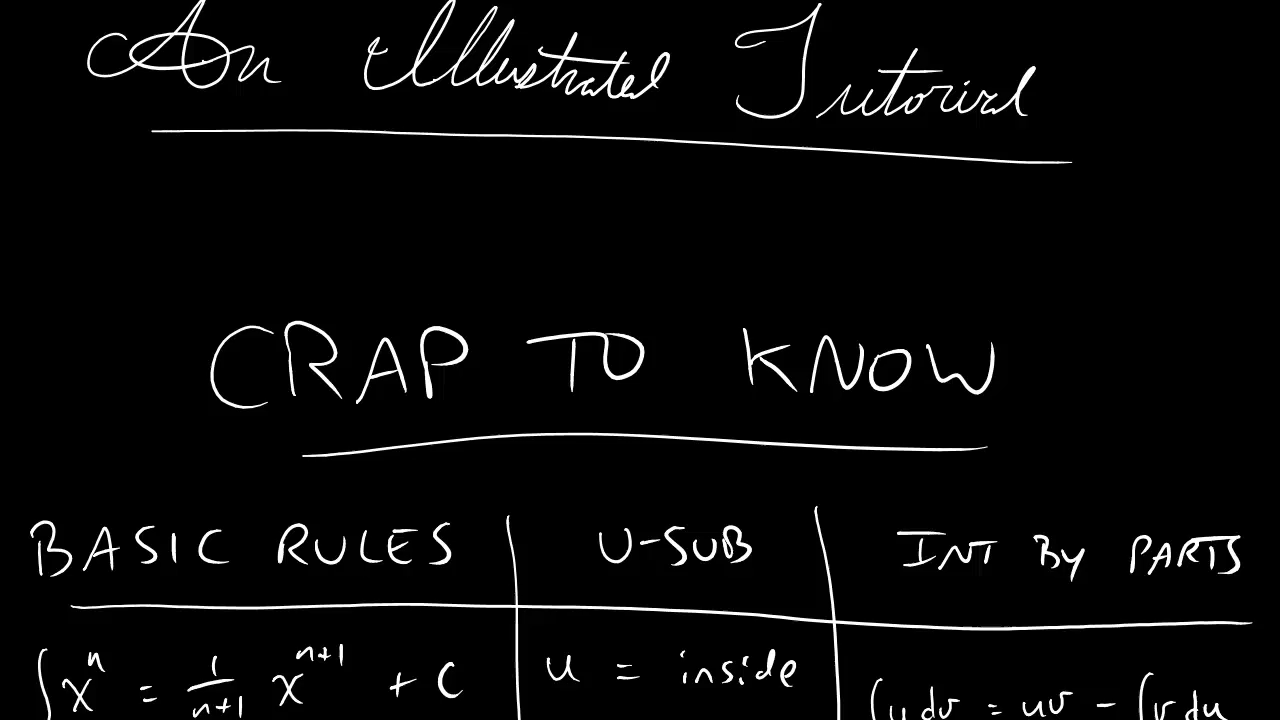 An Illustrated Tutorial
CRAP TO KNOW
BASIC RULES U-SUB INT BY PARTS
∫xⁿ = 1/(n+1) xⁿ⁺¹ + C u = inside ∫u dv = uv - ∫v du